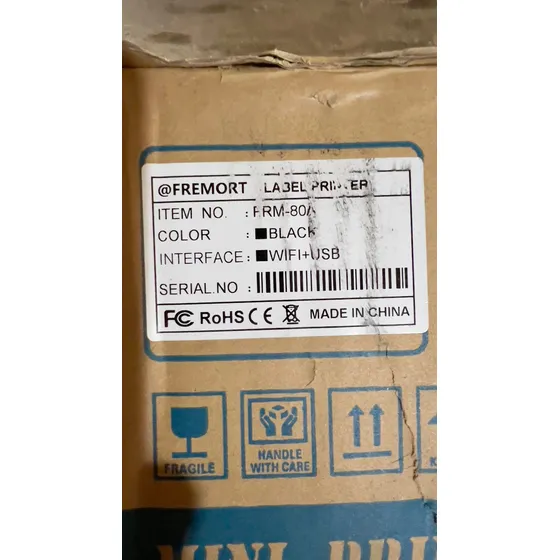 @FREMORT LABEL PRINTER
ITEM NO. : FRM-80A
COLOR : ■BLACK
INTERFACE : ■WIFI+USB
SERIAL.NO :
FC RoHS CE MADE IN CHINA
FRAGILE
HANDLE
WITH CARE
MINI